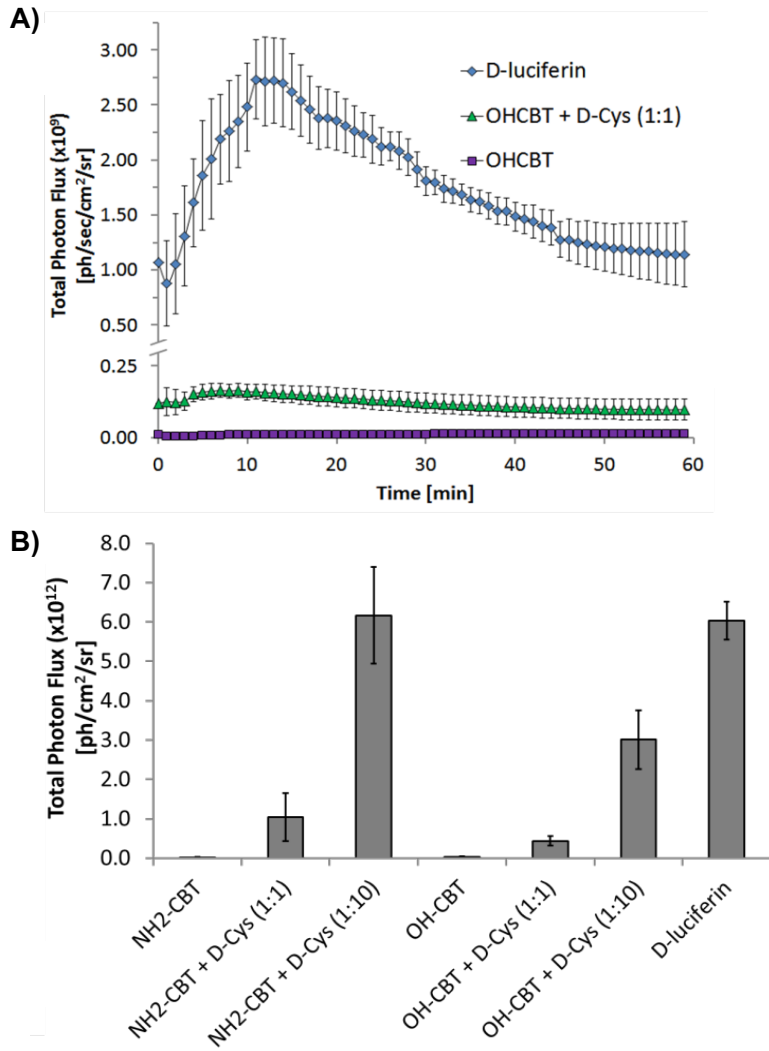 A)
Total Photon Flux (x10⁹)
[ph/sec/cm²/sr]
3.00
2.50
2.00
1.50
1.00
0.50
0.25
0.00
D-luciferin
OHCBT + D-Cys (1:1)
OHCBT
0 10 20 30 40 50 60
Time [min]
B)
Total Photon Flux (x10¹²)
[ph/cm²/sr]
8.0
7.0
6.0
5.0
4.0
3.0
2.0
1.0
0.0
NH2-CBT
NH2-CBT + D-Cys (1:1)
NH2-CBT + D-Cys (1:10)
OH-CBT
OH-CBT + D-Cys (1:1)
OH-CBT + D-Cys (1:10)
D-luciferin